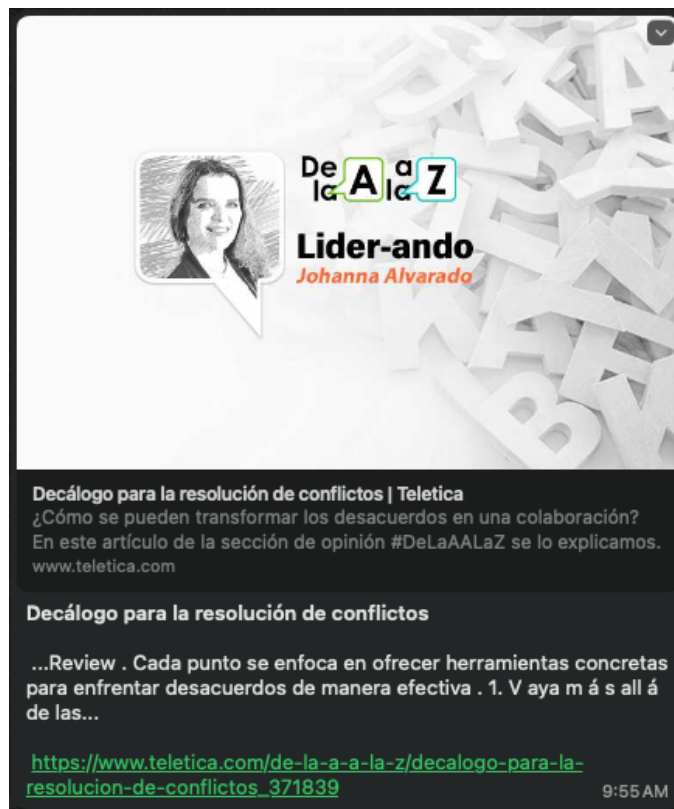 De la A a la Z
Lider-ando
Johanna Alvarado
Decálogo para la resolución de conflictos | Teletica
¿Cómo se pueden transformar los desacuerdos en una colaboración?
En este artículo de la sección de opinión #DeLaAALaZ se lo explicamos.
www.teletica.com
Decálogo para la resolución de conflictos
...Review . Cada punto se enfoca en ofrecer herramientas concretas
para enfrentar desacuerdos de manera efectiva . 1. V aya m á s all á
de las...
https://www.teletica.com/de-la-a-a-la-z/decalogo-para-la-
resolucion-de-conflictos_371839
9:55 AM